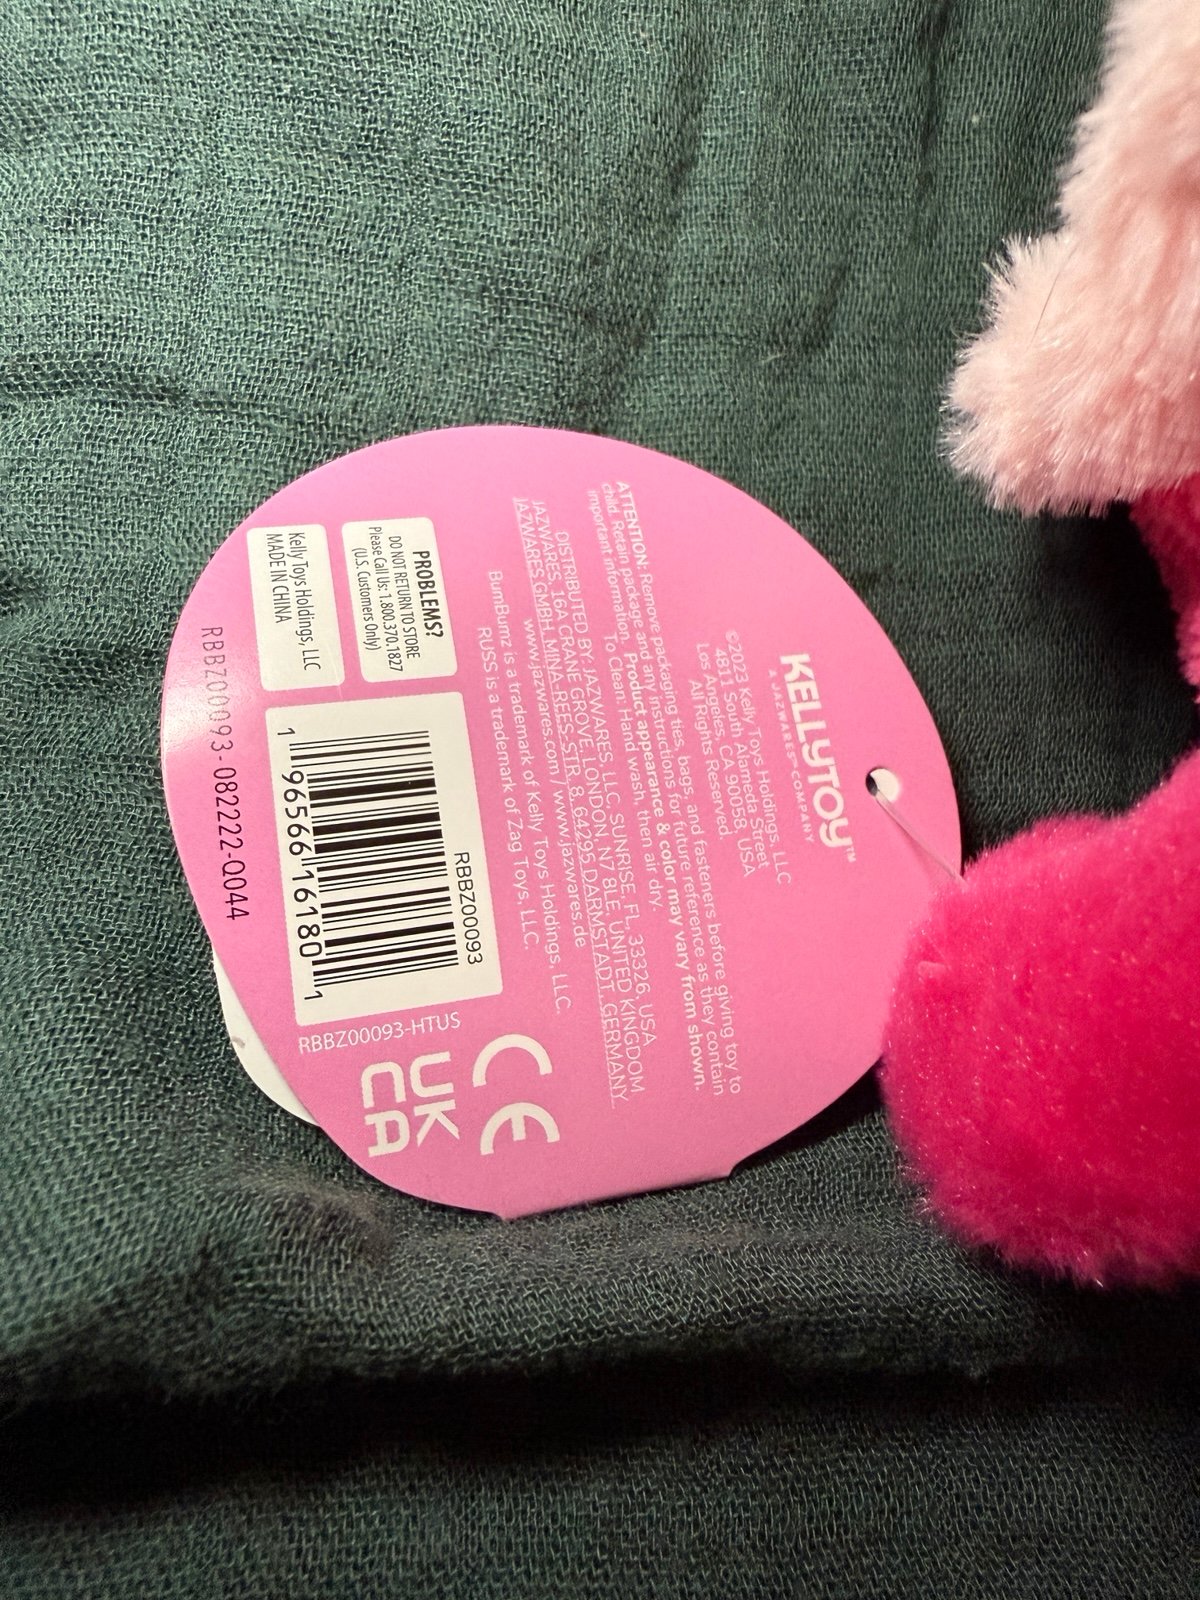 KELLYTOY™
A JAZWARES™ COMPANY
©2023 Kelly Toys Holdings, LLC
4811 South Alameda Street
Los Angeles, CA 90058, USA
All Rights Reserved.
ATTENTION: Remove packaging ties, bags, and fasteners before giving toy to
child. Retain package and any instructions for future reference as they contain
important information. Product appearance & color may vary from shown.
To Clean: Hand wash, then air dry.
DISTRIBUTED BY: JAZWARES, LLC, SUNRISE, FL, 33326, USA
JAZWARES, 16A CRANE GROVE, LONDON, N7 8LE, UNITED KINGDOM
JAZWARES GMBH, MINA-REES-STR. 8, 64295 DARMSTADT, GERMANY
www.jazwares.com / www.jazwares.de
BumBumz is a trademark of Kelly Toys Holdings, LLC.
RUSS is a trademark of Zag Toys, LLC.
PROBLEMS?
DO NOT RETURN TO STORE
Please Call Us: 1.800.370.1827
(U.S. Customers Only)
Kelly Toys Holdings, LLC
MADE IN CHINA
RBBZ00093
1 96566 16180 1
RBBZ00093-HTUS
CE
UK
CA
RBBZ00093-082222-Q044